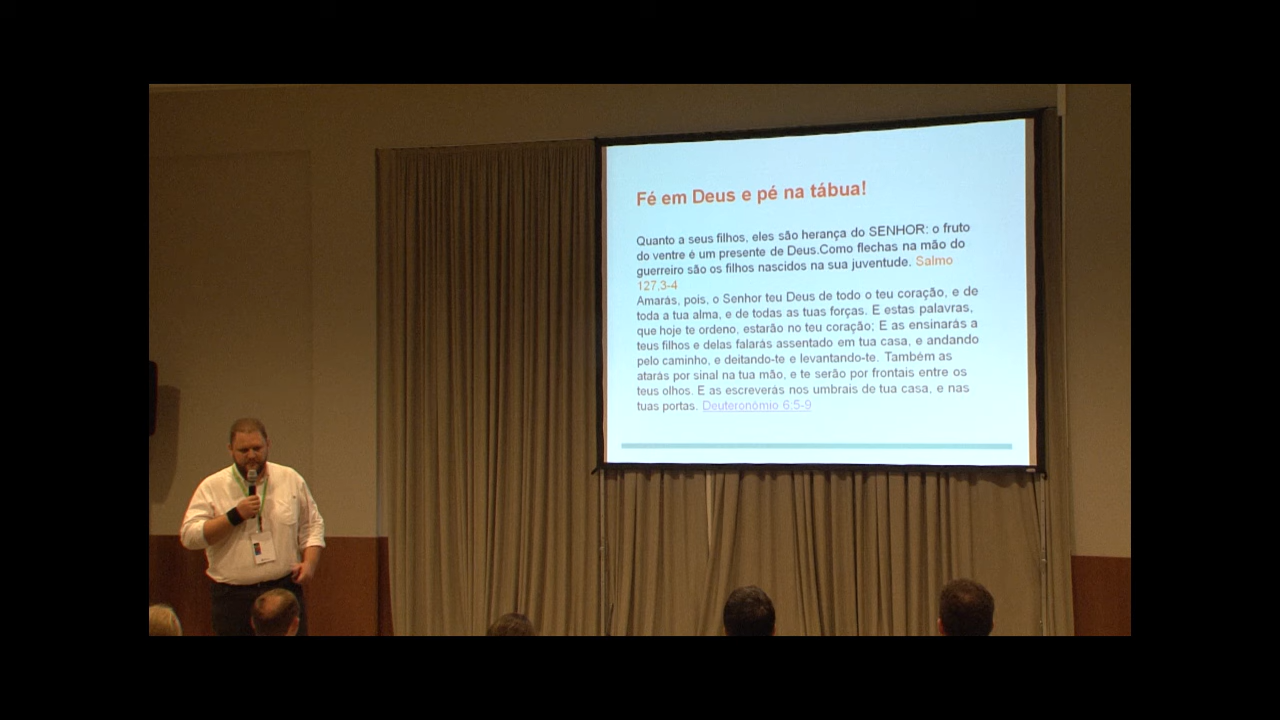 Fé em Deus e pé na tábua!
Quanto a seus filhos, eles são herança do SENHOR: o fruto
do ventre é um presente de Deus.Como flechas na mão do
guerreiro são os filhos nascidos na sua juventude. Salmo
127,3-4
Amarás, pois, o Senhor teu Deus de todo o teu coração, e de
toda a tua alma, e de todas as tuas forças. E estas palavras,
que hoje te ordeno, estarão no teu coração; E as ensinarás a
teus filhos e delas falarás assentado em tua casa, e andando
pelo caminho, e deitando-te e levantando-te. Também as
atarás por sinal na tua mão, e te serão por frontais entre os
teus olhos. E as escreverás nos umbrais de tua casa, e nas
tuas portas. Deuteronômio 6:5-9